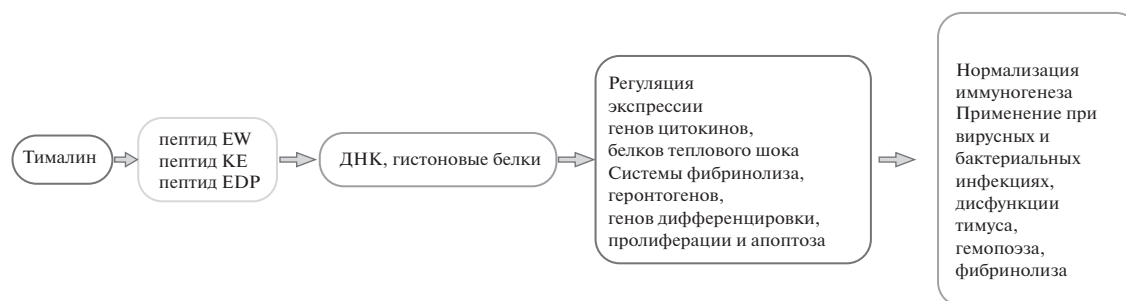 Тималин
пептид EW
пептид KE
пептид EDP
ДНК, гистоновые белки
Регуляция
экспрессии
генов цитокинов,
белков теплового шока
Системы фибринолиза,
геронтогенов,
генов дифференцировки,
пролиферации и апоптоза
Нормализация
иммуногенеза
Применение при
вирусных и
бактериальных
инфекциях,
дисфункции
тимуса,
гемопоэза,
фибринолиза